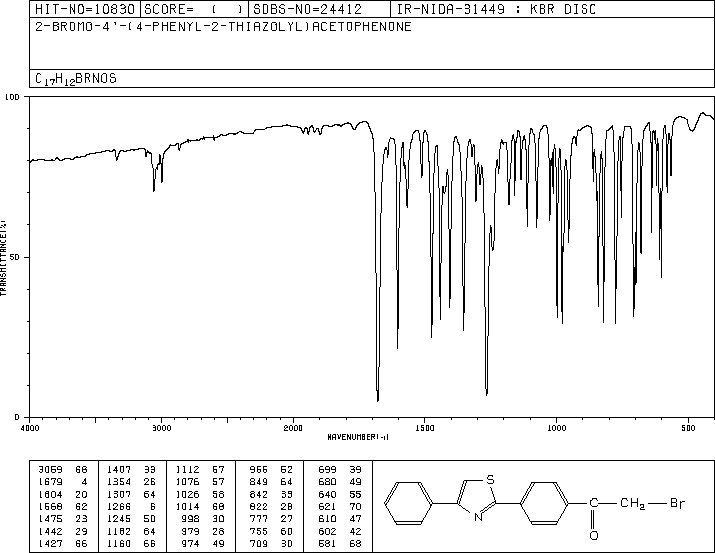 HIT-NO=10830 SCORE= ( ) SDBS-NO=24412 IR-NIDA-31449 : KBR DISC
2-BROMO-4'-(4-PHENYL-2-THIAZOLYL)ACETOPHENONE
C17H12BRNOS
100
50
0
TRANSMITTANCE(%)
4000 3000 2000 1500 1000 500
WAVENUMBER(-1)
3059 68 1407 33 1112 57 966 62 699 39
1679 4 1354 26 1076 57 849 64 680 49
1604 20 1307 64 1026 58 842 33 640 55
1568 62 1266 6 1014 68 822 28 621 70
1475 23 1245 50 998 30 777 27 610 47
1442 29 1182 64 979 28 755 60 602 42
1427 66 1160 66 974 49 709 30 581 68
S
N
C
O
CH2
Br